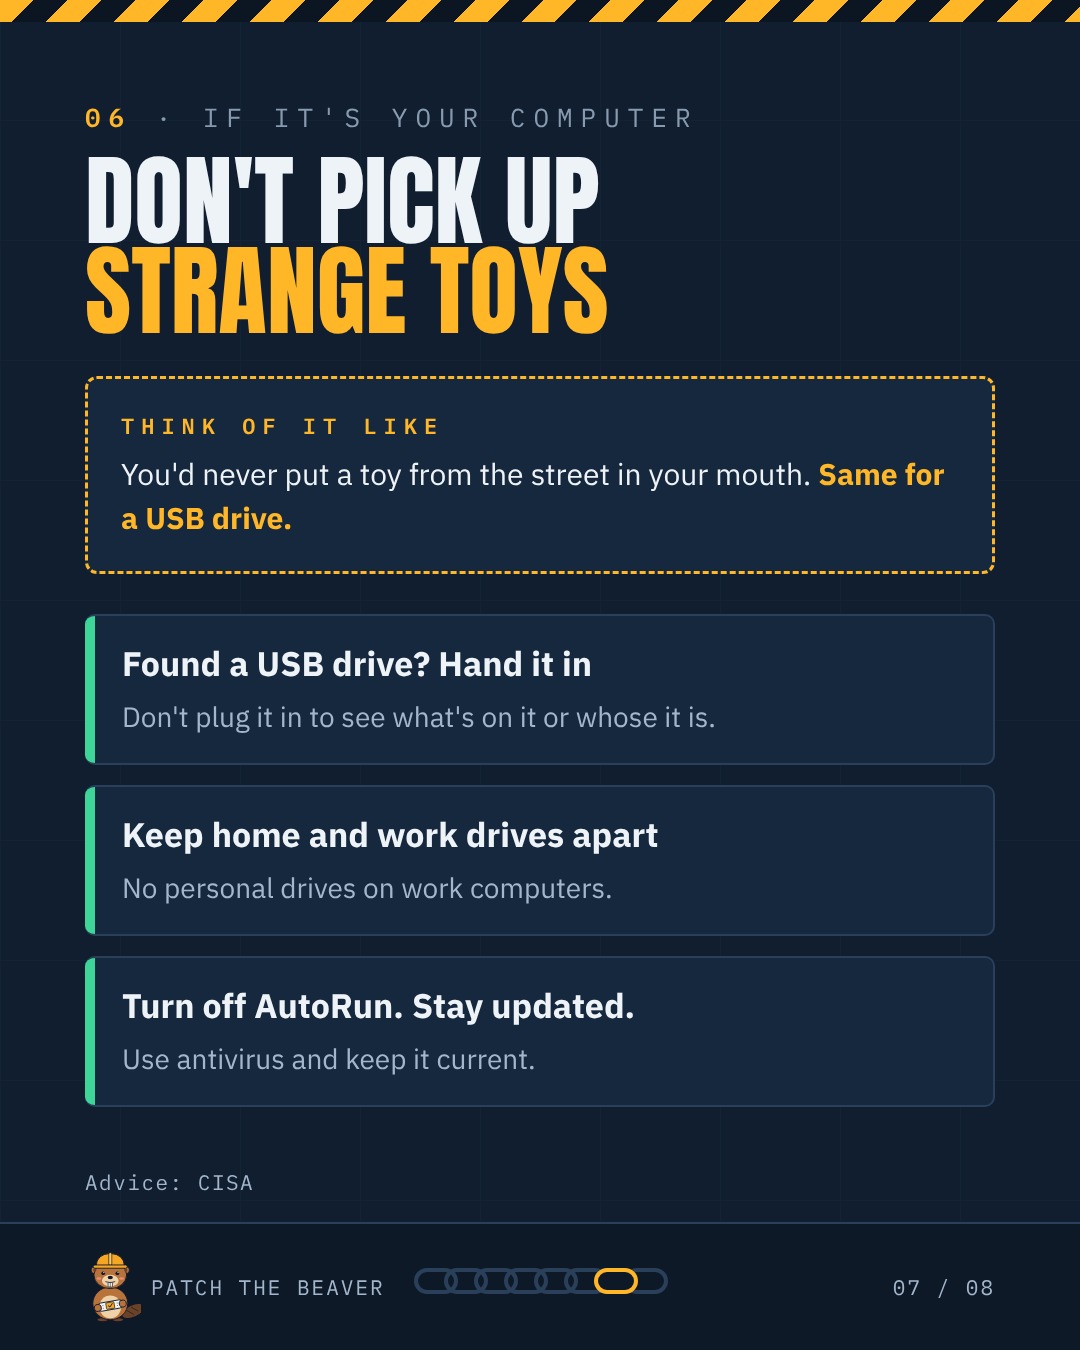 06 · IF IT'S YOUR COMPUTER
DON'T PICK UP
STRANGE TOYS
THINK OF IT LIKE
You'd never put a toy from the street in your mouth. Same for
a USB drive.
Found a USB drive? Hand it in
Don't plug it in to see what's on it or whose it is.
Keep home and work drives apart
No personal drives on work computers.
Turn off AutoRun. Stay updated.
Use antivirus and keep it current.
Advice: CISA
PATCH THE BEAVER
07 / 08